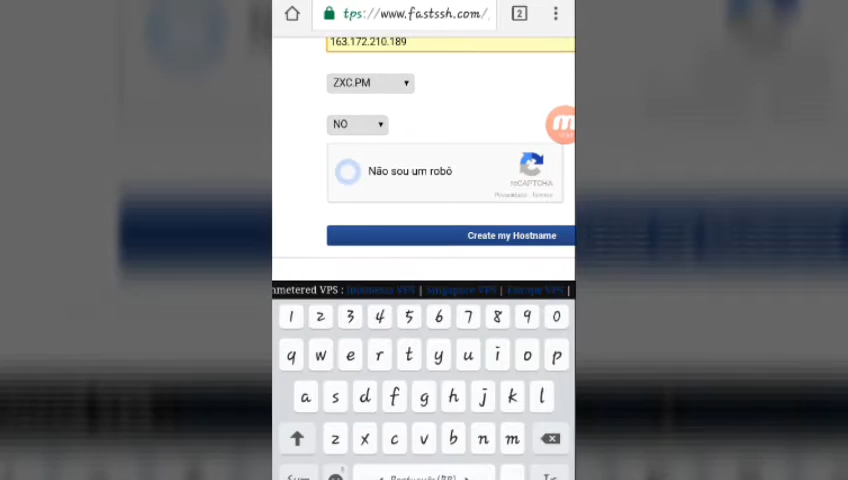 tps://www.fastssh.com/
2
163.172.210.189
ZXC.PM
NO
Não sou um robô
reCAPTCHA
Privacidade - Termos
Create my Hostname
nmetered VPS : Indonesia VPS | Singapore VPS | Europe VPS |
1 2 3 4 5 6 7 8 9 0
q w e r t y u i o p
a s d f g h j k l
z x c v b n m
Sym Português(BR)